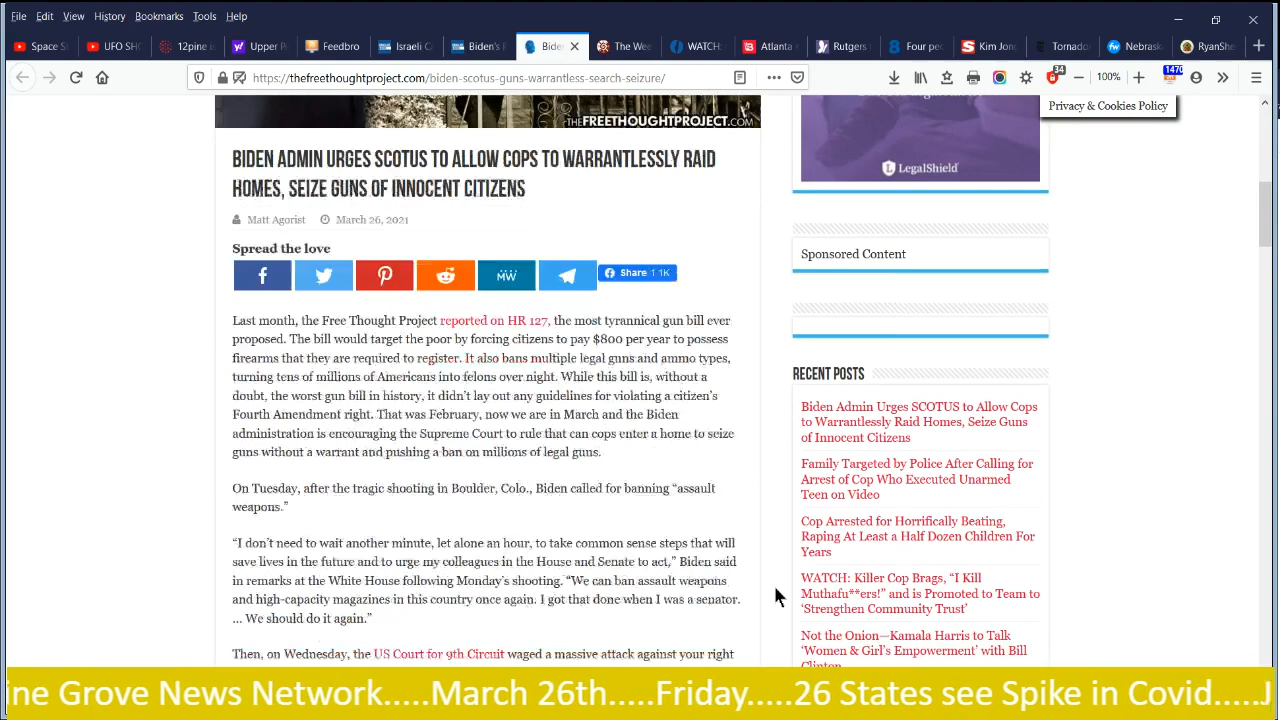 File Edit View History Bookmarks Tools Help
Space S
UFO SHO
12pine is
Upper P
Feedbro
Israeli C
Biden's F
Biden
The Wee
WATCH:
Atlanta
Rutgers
Four pec
Kim Jong
Tornado
Nebrask
RyanShe
https://thefreethoughtproject.com/biden-scotus-guns-warrantless-search-seizure/
34
100%
1470
Privacy & Cookies Policy
THEFREETHOUGHTPROJECT.COM
LegalShield
BIDEN ADMIN URGES SCOTUS TO ALLOW COPS TO WARRANTLESSLY RAID
HOMES, SEIZE GUNS OF INNOCENT CITIZENS
Matt Agorist March 26, 2021
Spread the love
MW
Share 1.1K
Last month, the Free Thought Project reported on HR 127, the most tyrannical gun bill ever
proposed. The bill would target the poor by forcing citizens to pay $800 per year to possess
firearms that they are required to register. It also bans multiple legal guns and ammo types,
turning tens of millions of Americans into felons over night. While this bill is, without a
doubt, the worst gun bill in history, it didn't lay out any guidelines for violating a citizen's
Fourth Amendment right. That was February, now we are in March and the Biden
administration is encouraging the Supreme Court to rule that can cops enter a home to seize
guns without a warrant and pushing a ban on millions of legal guns.
On Tuesday, after the tragic shooting in Boulder, Colo., Biden called for banning “assault
weapons.”
“I don't need to wait another minute, let alone an hour, to take common sense steps that will
save lives in the future and to urge my colleagues in the House and Senate to act,” Biden said
in remarks at the White House following Monday's shooting. “We can ban assault weapons
and high-capacity magazines in this country once again. I got that done when I was a senator.
... We should do it again.”
Then, on Wednesday, the US Court for 9th Circuit waged a massive attack against your right
Sponsored Content
RECENT POSTS
Biden Admin Urges SCOTUS to Allow Cops
to Warrantlessly Raid Homes, Seize Guns
of Innocent Citizens
Family Targeted by Police After Calling for
Arrest of Cop Who Executed Unarmed
Teen on Video
Cop Arrested for Horrifically Beating,
Raping At Least a Half Dozen Children For
Years
WATCH: Killer Cop Brags, “I Kill
Muthafu**ers!” and is Promoted to Team to
‘Strengthen Community Trust’
Not the Onion—Kamala Harris to Talk
‘Women & Girl's Empowerment’ with Bill
Clinton
ine Grove News Network.....March 26th.....Friday.....26 States see Spike in Covid.....J